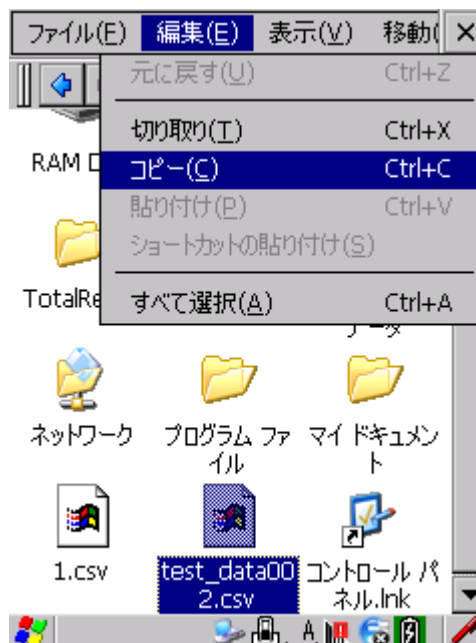 ファイル(F) 編集(E) 表示(V) 移動(
元に戻す(U) Ctrl+Z
切り取り(T) Ctrl+X
コピー(C) Ctrl+C
貼り付け(P) Ctrl+V
ショートカットの貼り付け(S)
すべて選択(A) Ctrl+A
RAM
TotalRe
データ
ネットワーク
プログラム ファ
イル
マイ ドキュメン
ト
1.csv
test_data00
2.csv
コントロール パ
ネル.lnk
A